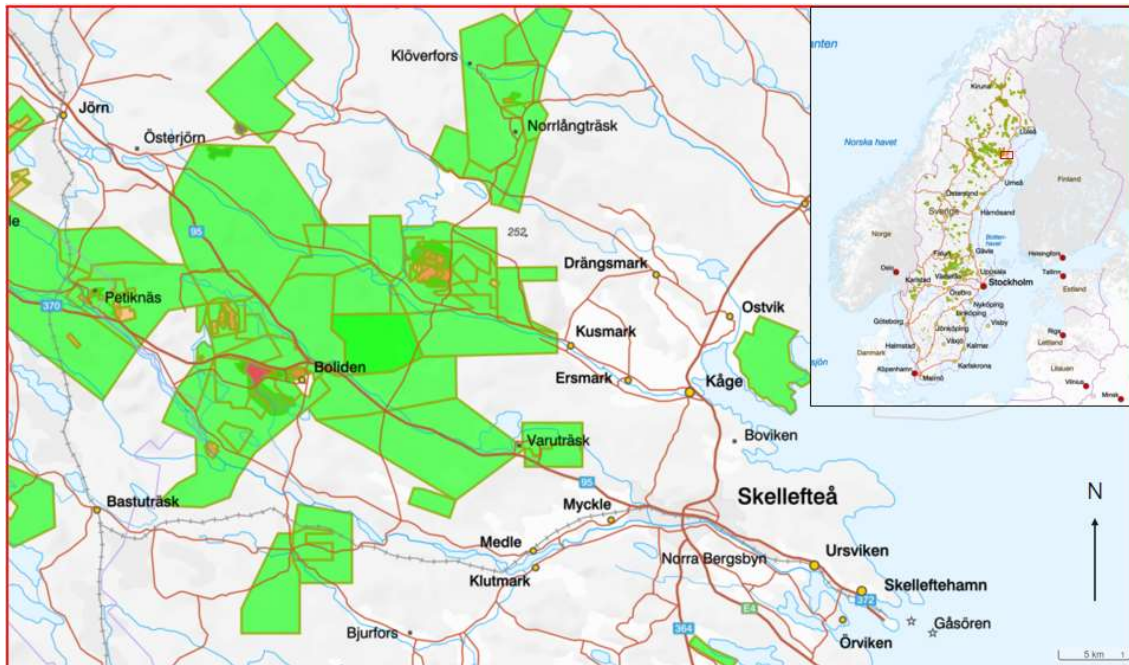 Klöverfors
Jörn
Österjörn
Norrlångträsk
95
252
Drängsmark
Petiknäs
370
Ostvik
Kusmark
Boliden
Ersmark
Kåge
Varuträsk
Boviken
95
Bastuträsk
Myckle
Skellefteå
N
Medle
Klutmark
Norra Bergsbyn
Ursviken
Skelleftehamn
372
E4
Bjurfors
364
Gåsören
Örviken
5 km
Norska havet
Kiruna
Luleå
Umeå
Östersund
Finland
Härnösand
Sverige
Norge
Botten-
havet
Gävle
Falun
Helsingfors
Oslo
Uppsala
Tallinn
Karlstad
Västerås
Stockholm
Örebro
Estland
Nyköping
Linköping
Göteborg
Visby
Jönköping
Riga
Växjö
Kalmar
Lettland
Halmstad
Danmark
Karlskrona
Köpenhamn
Malmö
Vilnius
Minsk